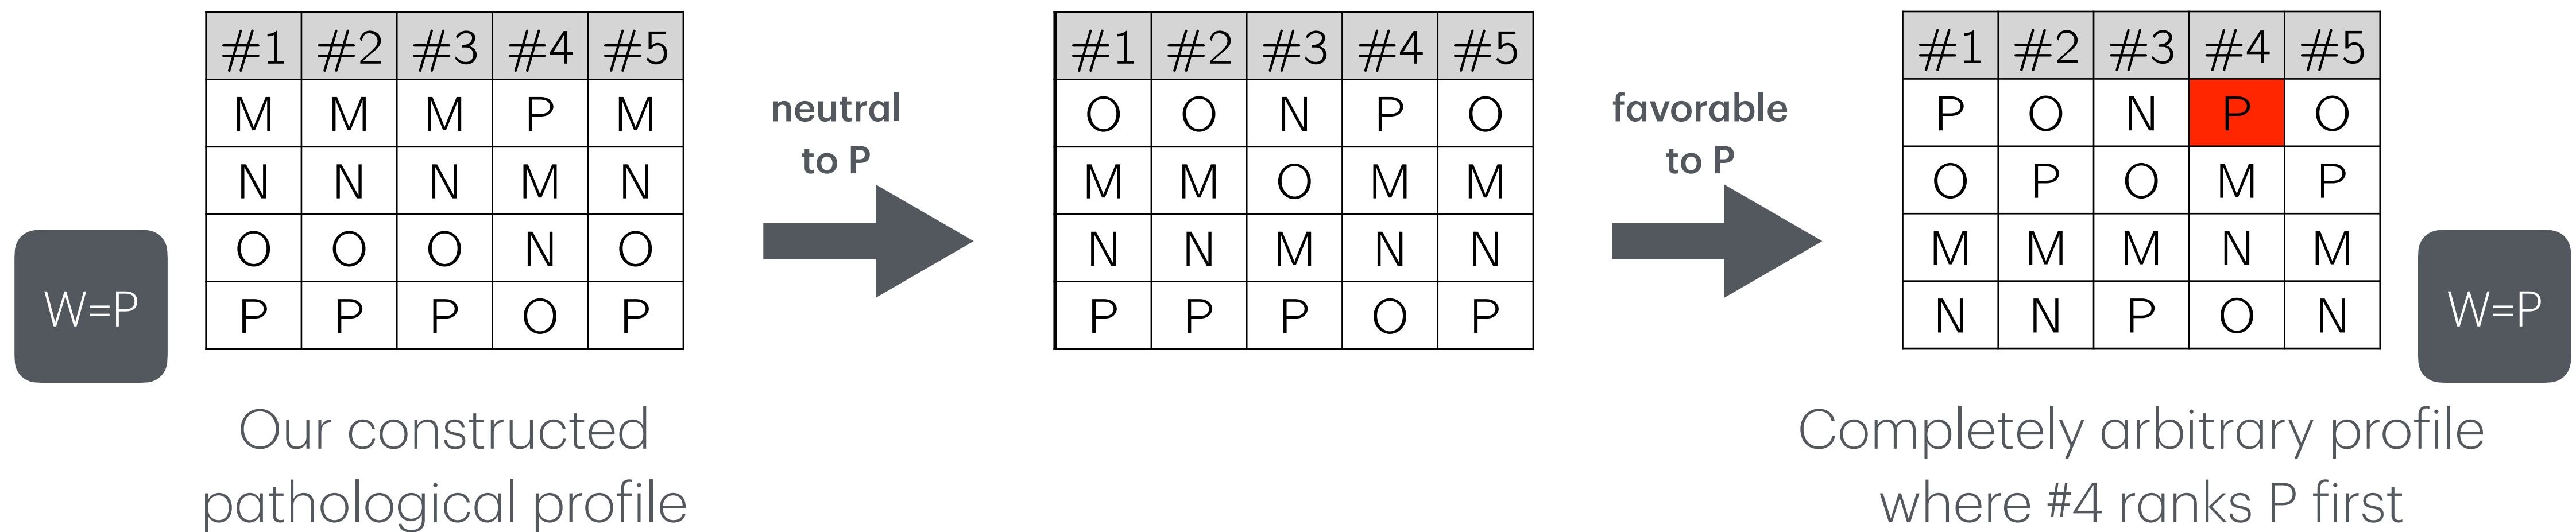 #1 #2 #3 #4 #5
M M M P M
N N N M N
O O O N O
P P P O P
W=P
Our constructed
pathological profile
neutral
to P
#1 #2 #3 #4 #5
O O N P O
M M O M M
N N M N N
P P P O P
favorable
to P
#1 #2 #3 #4 #5
P O N P O
O P O M P
M M M N M
N N P O N
W=P
Completely arbitrary profile
where #4 ranks P first